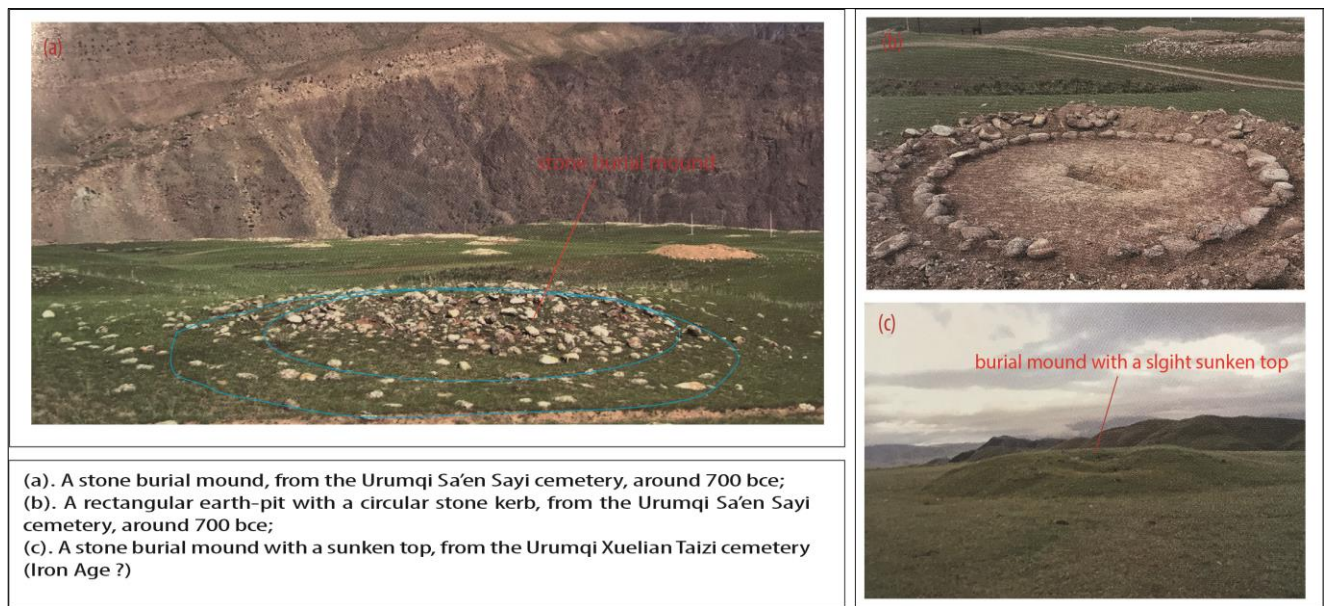 (a)
stone burial mound
(b)
(c)
burial mound with a slgiht sunken top
(a). A stone burial mound, from the Urumqi Sa'en Sayi cemetery, around 700 bce;
(b). A rectangular earth-pit with a circular stone kerb, from the Urumqi Sa'en Sayi
cemetery, around 700 bce;
(c). A stone burial mound with a sunken top, from the Urumqi Xuelian Taizi cemetery
(Iron Age ?)